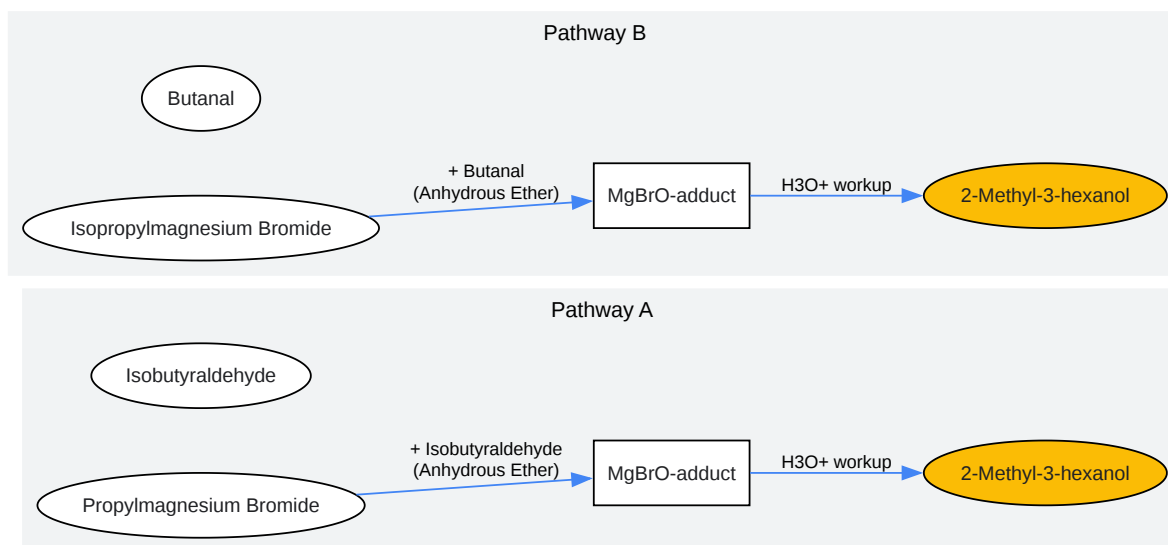 Pathway B
Butanal
+ Butanal
(Anhydrous Ether)
MgBrO-adduct
H3O+ workup
2-Methyl-3-hexanol
Isopropylmagnesium Bromide
Pathway A
Isobutyraldehyde
+ Isobutyraldehyde
(Anhydrous Ether)
MgBrO-adduct
H3O+ workup
2-Methyl-3-hexanol
Propylmagnesium Bromide